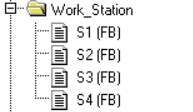 Work_Station
S1 (FB)
S2 (FB)
S3 (FB)
S4 (FB)